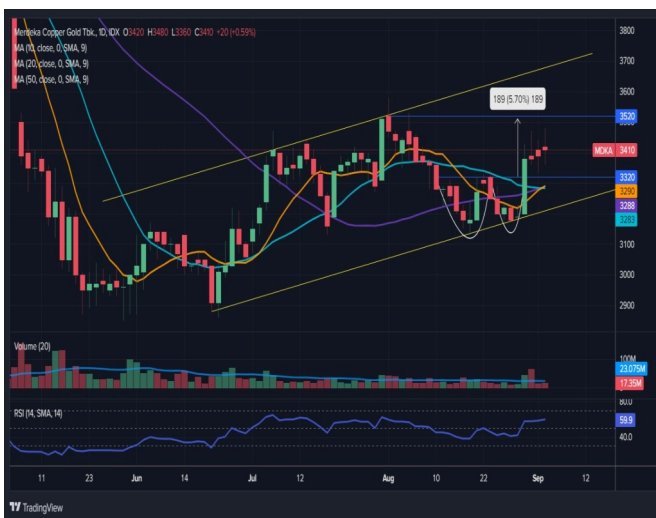 Merdeka Copper Gold Tbk., 1D, IDX O3420 H3480 L3360 C3410 +20 (+0.59%)
MA (10, close, 0, SMA, 9)
MA (20, close, 0, SMA, 9)
MA (50, close, 0, SMA, 9)
3800
3700
3600
189 (5.70%) 189
3520
MDKA 3410
3320
3290
3288
3283
3100
3000
2900
Volume (20)
100M
23.075M
17.35M
RSI (14, SMA, 14)
80.0
59.9
40.0
11 23 Jun 14 Jul 12 Aug 10 22 Sep 12
TradingView